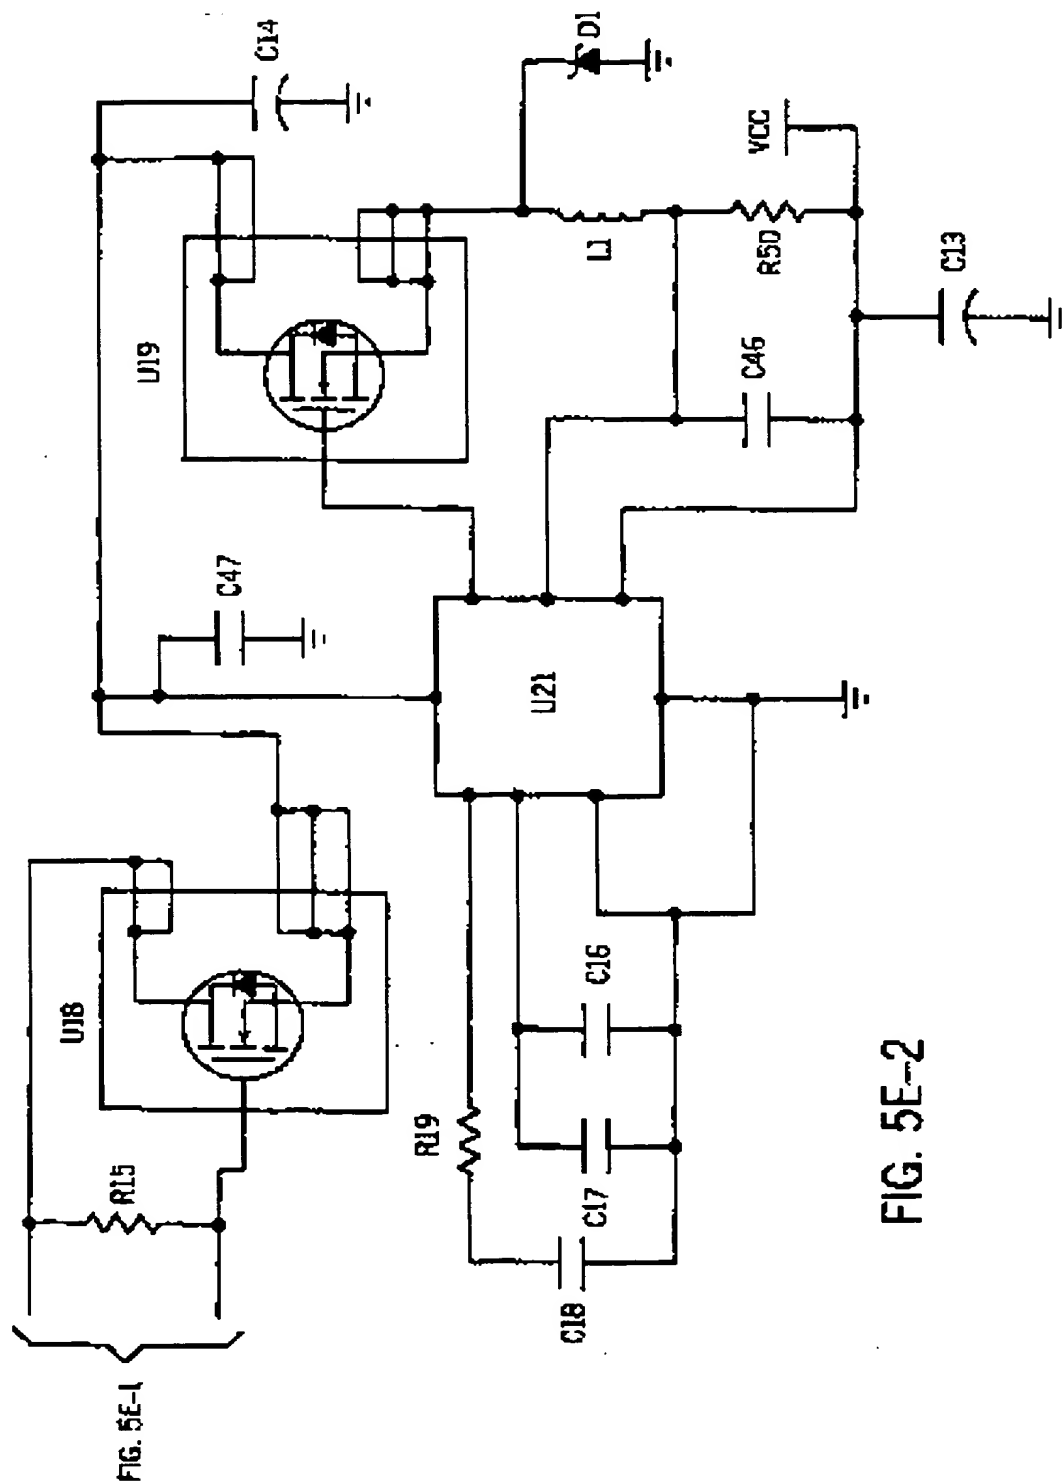 FIG. 5E-1
R15
U18
C47
U19
C14
D1
L1
R50
VCC
C13
C46
U21
R19
C16
C17
C18
FIG. 5E-2